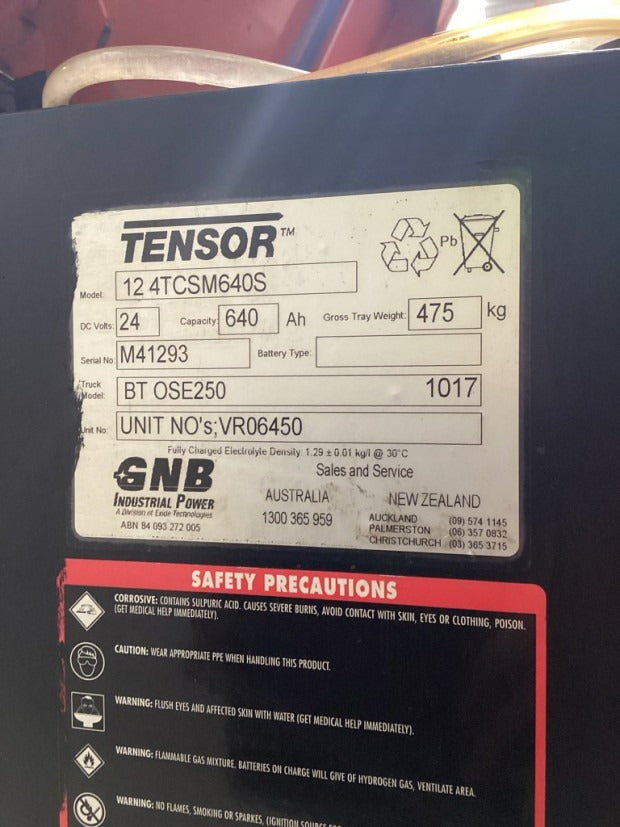 TENSOR™
Pb
Model: 12 4TCSM640S
DC Volts: 24 Capacity: 640 Ah Gross Tray Weight: 475 kg
Serial No: M41293 Battery Type:
Truck Model: BT OSE250 1017
Unit No: UNIT NO's;VR06450
Fully Charged Electrolyte Density 1.29 ± 0.01 kg/l @ 30°C
GNB
INDUSTRIAL POWER
A Division of Exide Technologies
ABN 84 093 272 005
Sales and Service
AUSTRALIA
1300 365 959
NEW ZEALAND
AUCKLAND (09) 574 1145
PALMERSTON (06) 357 0832
CHRISTCHURCH (03) 365 3715
SAFETY PRECAUTIONS
CORROSIVE: CONTAINS SULPURIC ACID. CAUSES SEVERE BURNS, AVOID CONTACT WITH SKIN, EYES OR CLOTHING, POISON.
(GET MEDICAL HELP IMMEDIATELY).
CAUTION: WEAR APPROPRIATE PPE WHEN HANDLING THIS PRODUCT.
WARNING: FLUSH EYES AND AFFECTED SKIN WITH WATER (GET MEDICAL HELP IMMEDIATELY).
WARNING: FLAMMABLE GAS MIXTURE. BATTERIES ON CHARGE WILL GIVE OF HYDROGEN GAS, VENTILATE AREA.
WARNING: NO FLAMES, SMOKING OR SPARKES, (IGNITION